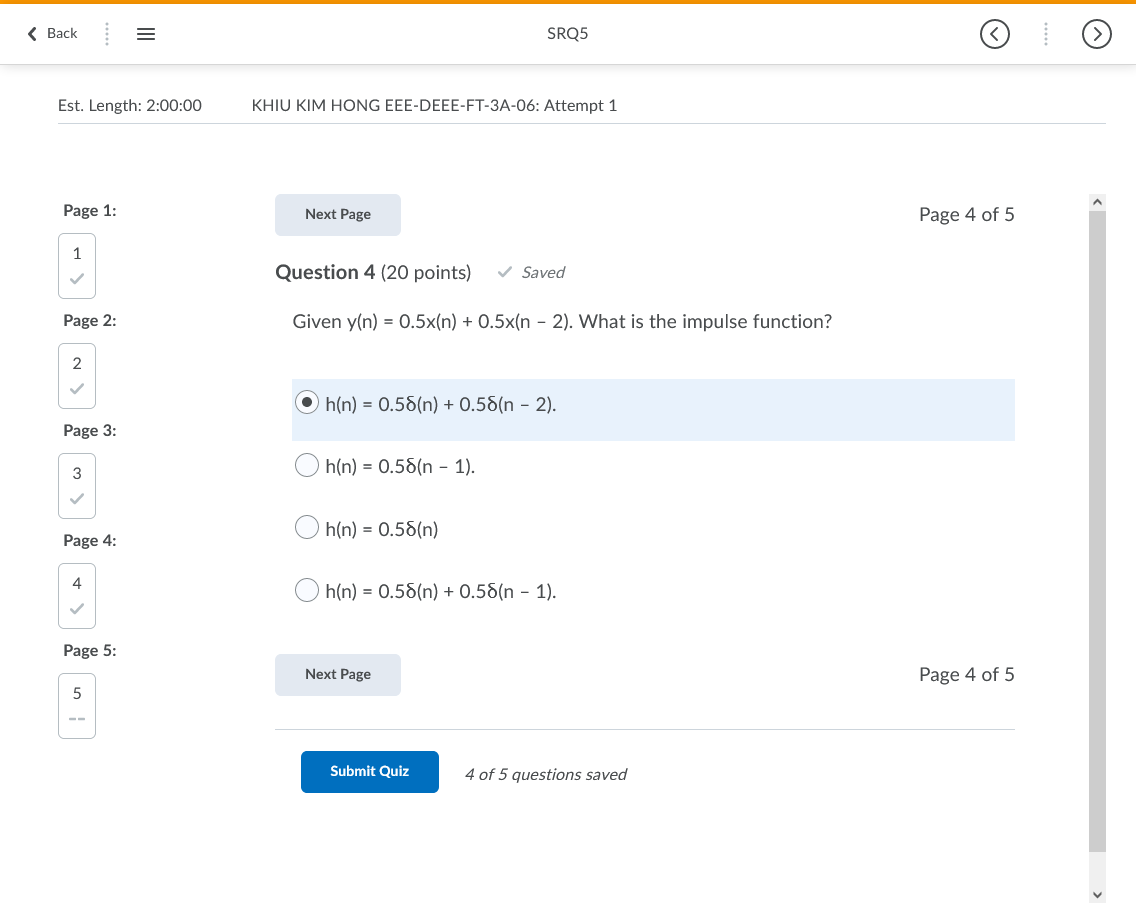 Back
SRQ5
Est. Length: 2:00:00 KHIU KIM HONG EEE-DEEE-FT-3A-06: Attempt 1
Page 1:
1
Page 2:
2
Page 3:
3
Page 4:
4
Page 5:
5
--
Next Page
Page 4 of 5
Question 4 (20 points) Saved
Given y(n) = 0.5x(n) + 0.5x(n – 2). What is the impulse function?
h(n) = 0.5δ(n) + 0.5δ(n – 2).
h(n) = 0.5δ(n – 1).
h(n) = 0.5δ(n)
h(n) = 0.5δ(n) + 0.5δ(n – 1).
Next Page
Page 4 of 5
Submit Quiz
4 of 5 questions saved